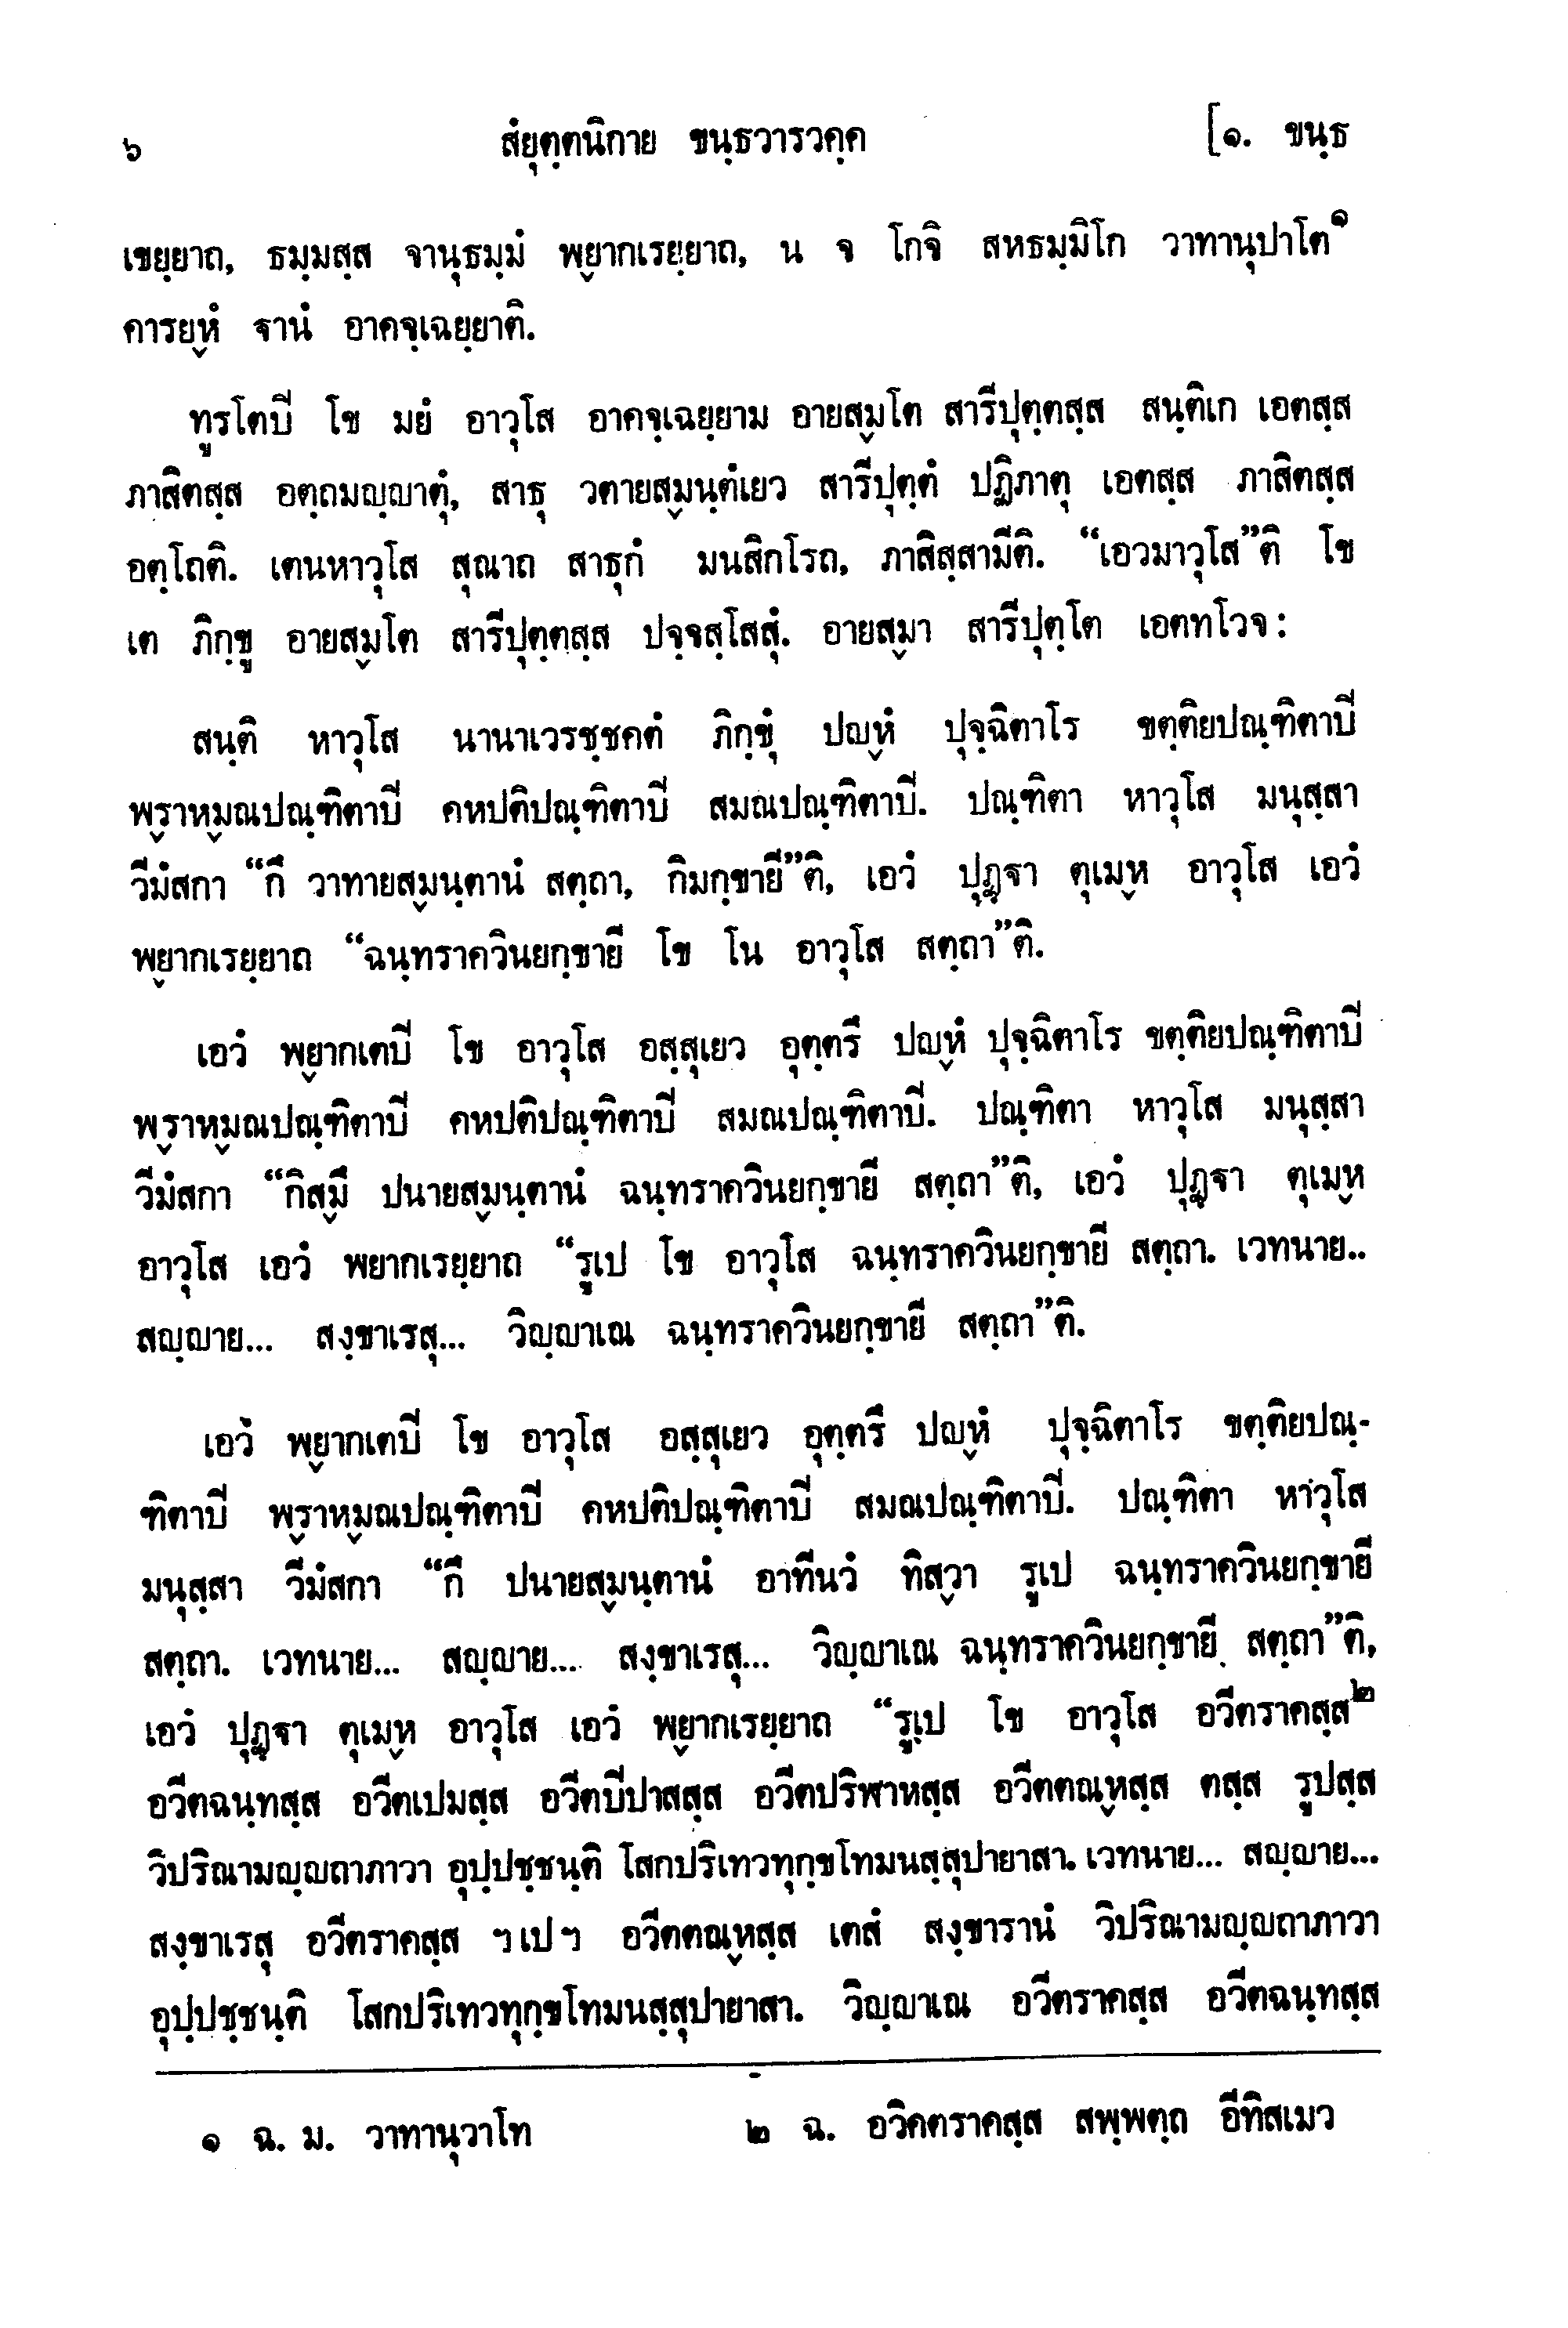 ๖ สํยุตฺตนิกาย ขนฺธวารวคฺค [๑. ขนฺธ
เขยฺยาถ, ธมฺมสฺส จานุธมฺมํ พฺยากเรยฺยาถ, น จ โกจิ สหธมฺมิโก วาทานุปาโต๑
คารยฺหํ ฐานํ อาคจฺเฉยฺยาติ.
ทูรโตปี โข มยํ อาวุโส อาคจฺเฉยฺยาม อายสฺมโต สารีปุตฺตสฺส สนฺติเก เอตสฺส
ภาสิตสฺส อตฺถมญฺญาตุํ, สาธุ วตายสฺมนฺตํเยว สารีปุตฺตํ ปฏิภาตุ เอตสฺส ภาสิตสฺส
อตฺโถติ. เตนหาวุโส สุณาถ สาธุกํ มนสิกโรถ, ภาสิสฺสามีติ. “เอวมาวุโส”ติ โข
เต ภิกฺขู อายสฺมโต สารีปุตฺตสฺส ปจฺจสฺโสสุํ. อายสฺมา สารีปุตฺโต เอตทโวจ:
สนฺติ หาวุโส นานาเวรชฺชคตํ ภิกฺขุํ ปญฺหํ ปุจฺฉิตาโร ขตฺติยปณฺฑิตาปี
พฺราหฺมณปณฺฑิตาปี คหปติปณฺฑิตาปี สมณปณฺฑิตาปี. ปณฺฑิตา หาวุโส มนุสฺสา
วีมํสกา “กึ วาทายสฺมนฺตานํ สตฺถา, กิมกฺขายี”ติ, เอวํ ปุฏฺฐา ตุเมฺห อาวุโส เอวํ
พฺยากเรยฺยาถ “ฉนฺทราควินยกฺขายี โข โน อาวุโส สตฺถา”ติ.
เอวํ พฺยากเตปี โข อาวุโส อสฺสุเยว อุตฺตรึ ปญฺหํ ปุจฺฉิตาโร ขตฺติยปณฺฑิตาปี
พฺราหฺมณปณฺฑิตาปี คหปติปณฺฑิตาปี สมณปณฺฑิตาปี. ปณฺฑิตา หาวุโส มนุสฺสา
วีมํสกา “กิสฺมึ ปนายสฺมนฺตานํ ฉนฺทราควินยกฺขายี สตฺถา”ติ, เอวํ ปุฏฺฐา ตุเมฺห
อาวุโส เอวํ พยากเรยฺยาถ “รูเป โข อาวุโส ฉนฺทราควินยกฺขายี สตฺถา. เวทนาย..
สญฺญาย... สงฺขาเรสุ... วิญฺญาเณ ฉนฺทราควินยกฺขายี สตฺถา”ติ.
เอวํ พฺยากเตปี โข อาวุโส อสฺสุเยว อุตฺตรึ ปญฺหํ ปุจฺฉิตาโร ขตฺติยปณฺ-
ฑิตาปี พฺราหฺมณปณฺฑิตาปี คหปติปณฺฑิตาปี สมณปณฺฑิตาปี. ปณฺฑิตา หาวุโส
มนุสฺสา วีมํสกา “กึ ปนายสฺมนฺตานํ อาทีนวํ ทิสฺวา รูเป ฉนฺทราควินยกฺขายี
สตฺถา. เวทนาย... สญฺญาย... สงฺขาเรสุ... วิญฺญาเณ ฉนฺทราควินยกฺขายี สตฺถา”ติ,
เอวํ ปุฏฺฐา ตุเมฺห อาวุโส เอวํ พฺยากเรยฺยาถ “รูเป โข อาวุโส อวีตราคสฺส๒
อวีตฉนฺทสฺส อวีตเปมสฺส อวีตปีปาสสฺส อวีตปริฬาหสฺส อวีตตณฺหสฺส ตสฺส รูปสฺส
วิปริณามญฺญถาภาวา อุปฺปชฺชนฺติ โสกปริเทวทุกฺขโทมนสฺสุปายาสา. เวทนาย... สญฺญาย...
สงฺขาเรสุ อวีตราคสฺส ฯเปฯ อวีตตณฺหสฺส เตสํ สงฺขารานํ วิปริณามญฺญถาภาวา
อุปฺปชฺชนฺติ โสกปริเทวทุกฺขโทมนสฺสุปายาสา. วิญฺญาเณ อวีตราคสฺส อวีตฉนฺทสฺส
๑ ฉ. ม. วาทานุวาโท ๒ ฉ. อวิคตราคสฺส สพฺพตฺถ อีทิสเมว